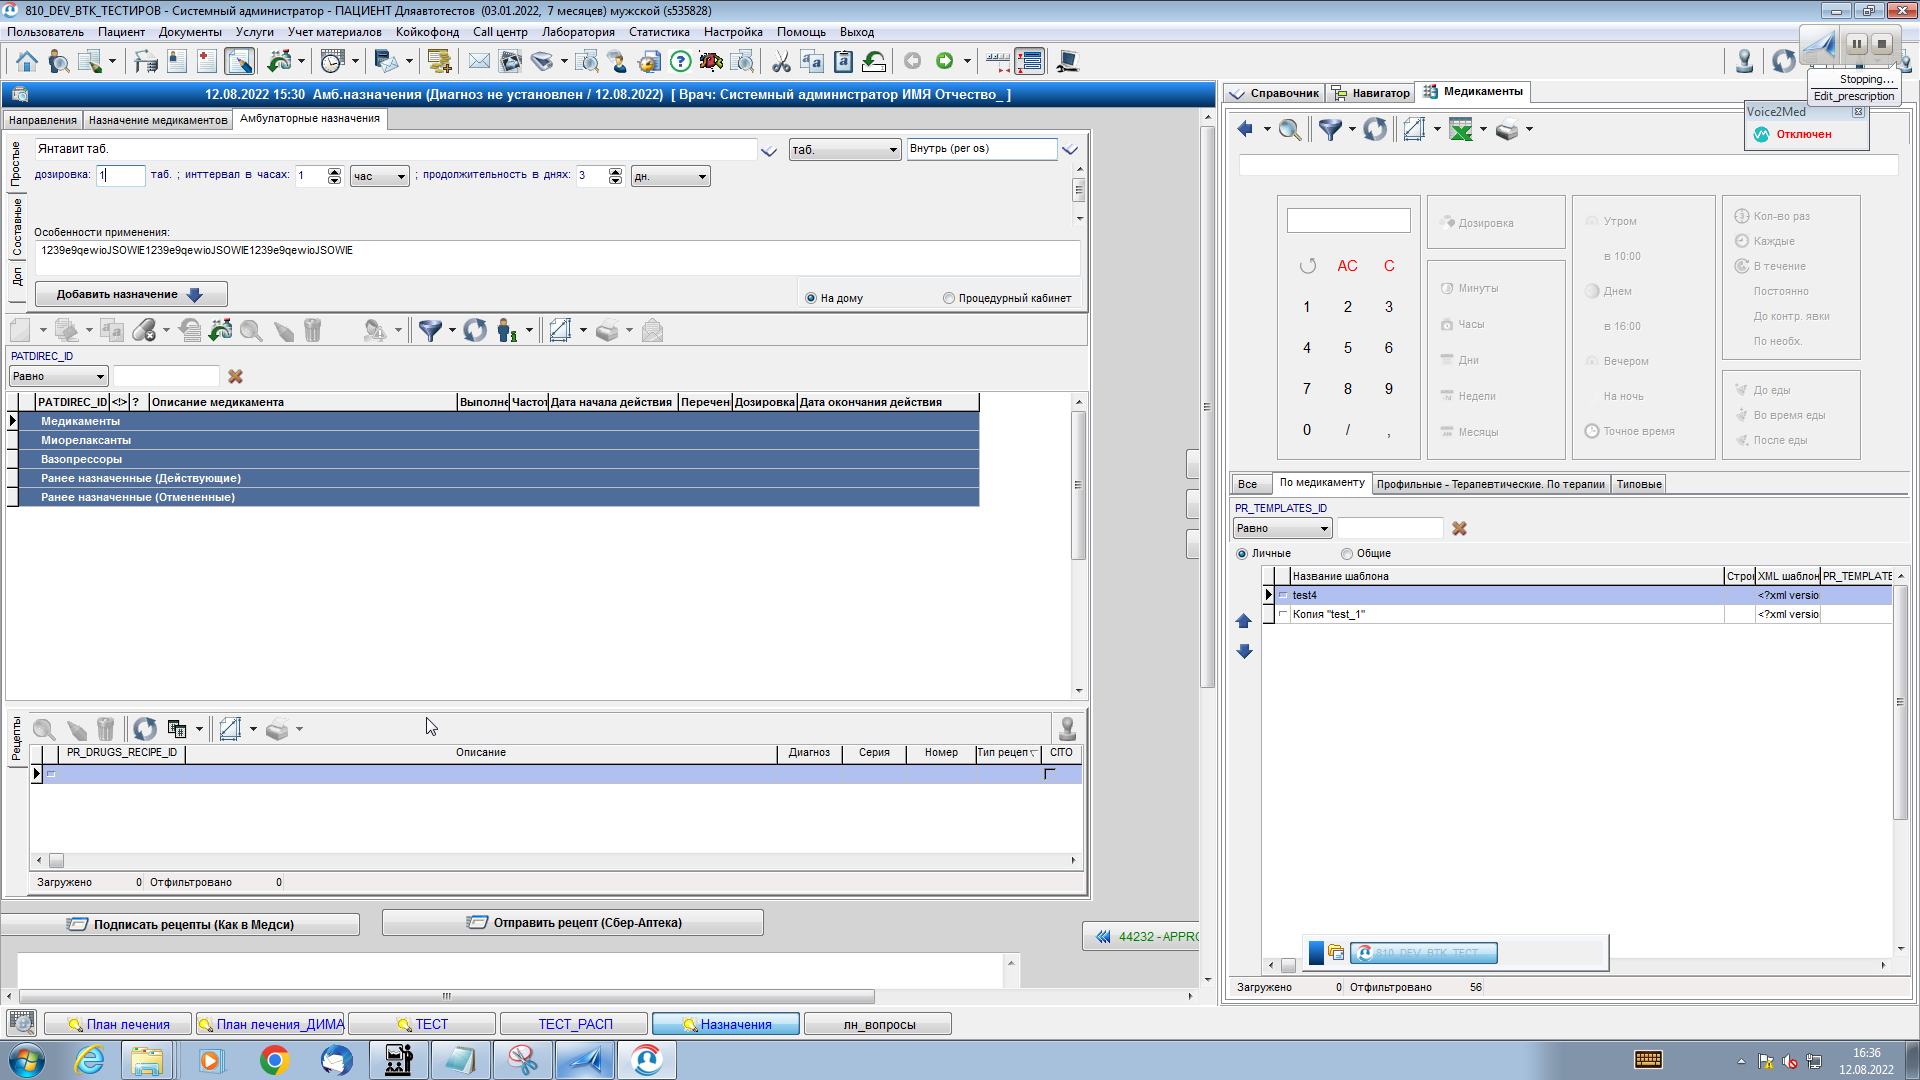 810_DEV_BTK_ТЕСТИРОВ - Системный администратор - ПАЦИЕНТ Дляавтотестов (03.01.2022, 7 месяцев) мужской (s535828)
Пользователь Пациент Документы Услуги Учет материалов Койкофонд Call центр Лаборатория Статистика Настройка Помощь Выход
Stopping...
Edit_prescription
12.08.2022 15:30 Амб.назначения (Диагноз не установлен / 12.08.2022) [ Врач: Системный администратор ИМЯ Отчество_ ]
Направления Назначение медикаментов Амбулаторные назначения
Простые
Составные
Доп
Янтавит таб. таб. Внутрь (per os)
дозировка: 1 таб. ; инттервал в часах: 1 час ; продолжительность в днях: 3 дн.
Особенности применения:
1239e9qewioJSOWIE1239e9qewioJSOWIE1239e9qewioJSOWIE
Добавить назначение На дому Процедурный кабинет
PATDIREC_ID
Равно
PATDIREC_ID <!> ? Описание медикамента Выполне Частот Дата начала действия Перечен Дозировка Дата окончания действия
Медикаменты
Миорелаксанты
Вазопрессоры
Ранее назначенные (Действующие)
Ранее назначенные (Отмененные)
Рецепты
PR_DRUGS_RECIPE_ID Описание Диагноз Серия Номер Тип рецеп CITO
Загружено 0 Отфильтровано 0
Подписать рецепты (Как в Медси) Отправить рецепт (Сбер-Аптека)
44232 - APPRO
Справочник Навигатор Медикаменты
Voice2Med
Отключен
Дозировка
AC C
1 2 3
4 5 6
7 8 9
0 / ,
Минуты
Часы
Дни
Недели
Месяцы
Утром
в 10:00
Днем
в 16:00
Вечером
На ночь
Точное время
Кол-во раз
Каждые
В течение
Постоянно
До контр. явки
По необх.
До еды
Во время еды
После еды
Все По медикаменту Профильные - Терапевтические. По терапии Типовые
PR_TEMPLATES_ID
Равно
Личные Общие
Название шаблона Строк XML шаблон PR_TEMPLATE
test4 <?xml versio
Копия "test_1" <?xml versio
810_DEV_BTK_ТЕСТ...
Загружено 0 Отфильтровано 56
План лечения План лечения_ДИМА ТЕСТ ТЕСТ_РАСП Назначения лн_вопросы
16:36
12.08.2022